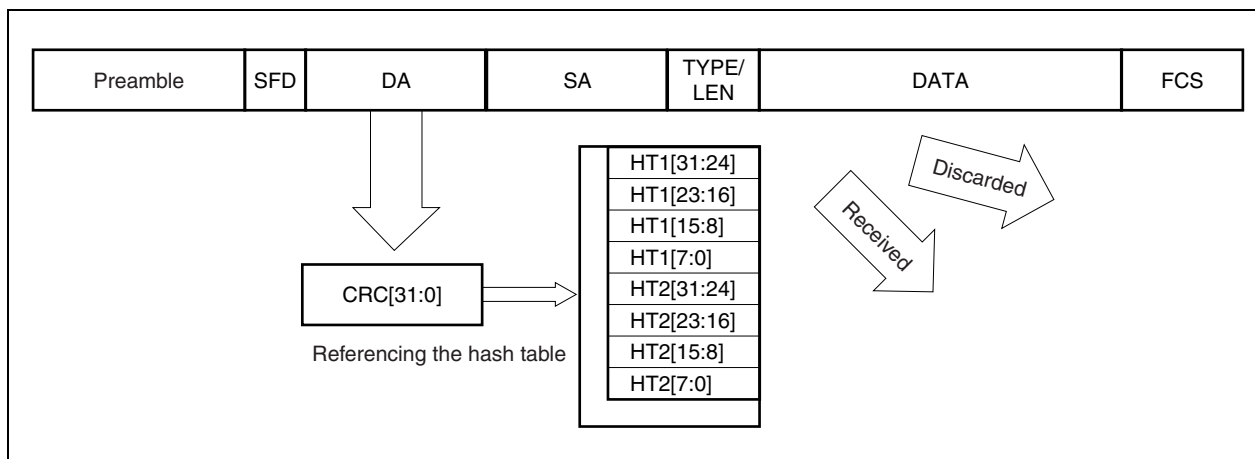 Preamble
SFD
DA
SA
TYPE/
LEN
DATA
FCS
HT1[31:24]
HT1[23:16]
HT1[15:8]
HT1[7:0]
HT2[31:24]
HT2[23:16]
HT2[15:8]
HT2[7:0]
CRC[31:0]
Referencing the hash table
Received
Discarded